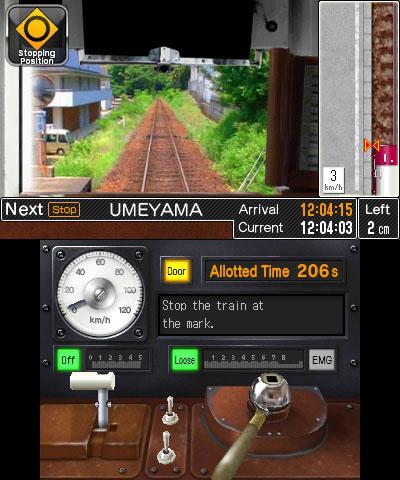 Stopping
Position
3
km/h
1.
Next Stop UMEYAMA
Arrival 12:04:15
Current 12:04:03
Left
2 cm
0 20 40 60 80 100 120
km/h
Door
Allotted Time 206 s
Stop the train at
the mark.
Off 0 1 2 3 4 5
Loose 1 2 3 4 5 6 7 8 EMG